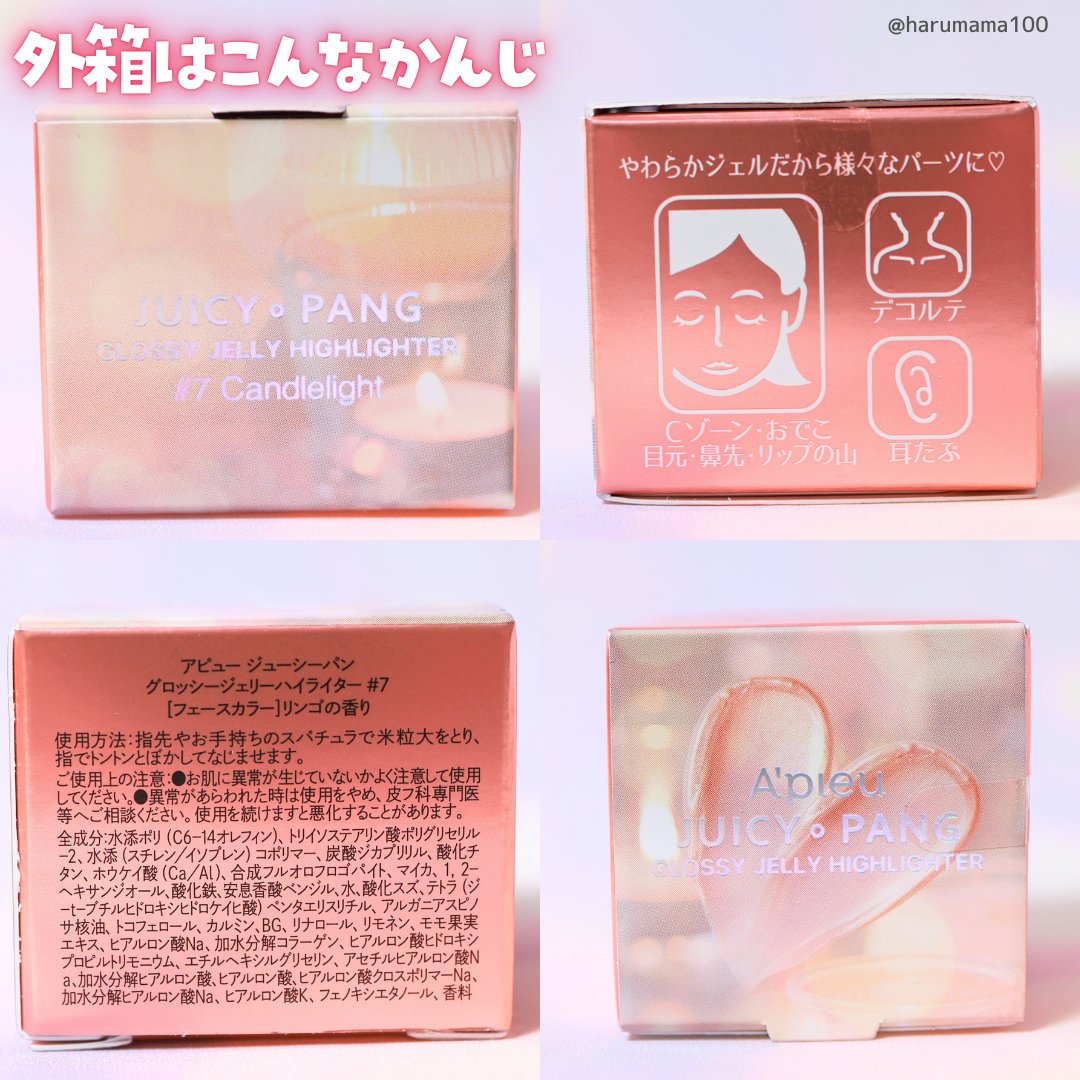 外箱はこんなかんじ
@harumama100
JUICY・PANG
GLOSSY JELLY HIGHLIGHTER
#7 Candlelight
やわらかジェルだから様々なパーツに♡
デコルテ
Cゾーン・おでこ
目元・鼻先・リップの山
耳たぶ
アピュー ジューシーパン
グロッシージェリーハイライター #7
[フェースカラー]リンゴの香り
使用方法:指先やお手持ちのスパチュラで米粒大をとり、
指でトントンとぼかしてなじませます。
ご使用上の注意:●お肌に異常が生じていないかよく注意して使用
してください。●異常があらわれた時は使用をやめ、皮フ科専門医
等へご相談ください。使用を続けますと悪化することがあります。
全成分:水添ポリ(C6-14オレフィン)、トリイソステアリン酸ポリグリセリル
-2、水添(スチレン/イソプレン)コポリマー、炭酸ジカプリリル、酸化チ
タン、ホウケイ酸(Ca/Al)、合成フルオロフロゴパイト、マイカ、1, 2-
ヘキサンジオール、酸化鉄、安息香酸ベンジル、水、酸化スズ、テトラ(ジ
-t-ブチルヒドロキシヒドロケイヒ酸)ペンタエリスリチル、アルガニアスピノ
サ核油、トコフェロール、カルミン、BG、リナロール、リモネン、モモ果実
エキス、ヒアルロン酸Na、加水分解コラーゲン、ヒアルロン酸ヒドロキシ
プロピルトリモニウム、エチルヘキシルグリセリン、アセチルヒアルロン酸N
a、加水分解ヒアルロン酸、ヒアルロン酸、ヒアルロン酸クロスポリマーNa、
加水分解ヒアルロン酸Na、ヒアルロン酸K、フェノキシエタノール、香料
A'pieu
JUICY・PANG
GLOSSY JELLY HIGHLIGHTER